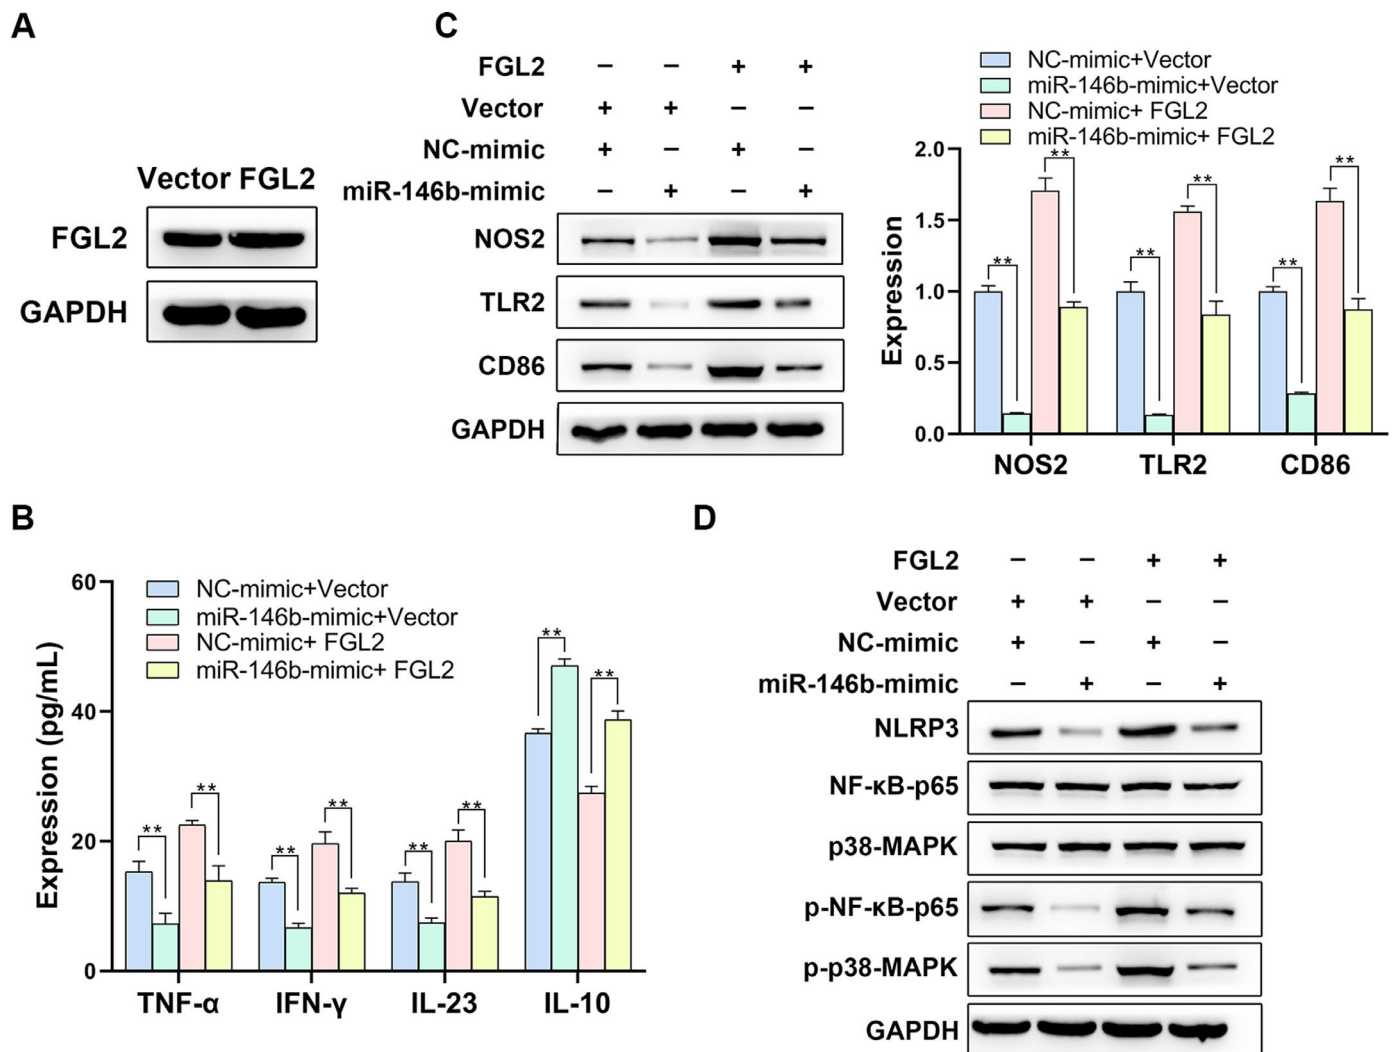 A
Vector FGL2
FGL2
GAPDH
C
FGL2 – – + +
Vector + + – –
NC-mimic + – + –
miR-146b-mimic – + – +
NOS2
TLR2
CD86
GAPDH
NC-mimic+Vector
miR-146b-mimic+Vector
NC-mimic+ FGL2
miR-146b-mimic+ FGL2
Expression
2.0
1.5
1.0
0.5
0.0
** ** ** ** ** **
NOS2 TLR2 CD86
B
NC-mimic+Vector
miR-146b-mimic+Vector
NC-mimic+ FGL2
miR-146b-mimic+ FGL2
Expression (pg/mL)
60
40
20
0
** ** ** ** ** ** ** **
TNF-α IFN-γ IL-23 IL-10
D
FGL2 – – + +
Vector + + – –
NC-mimic + – + –
miR-146b-mimic – + – +
NLRP3
NF-κB-p65
p38-MAPK
p-NF-κB-p65
p-p38-MAPK
GAPDH